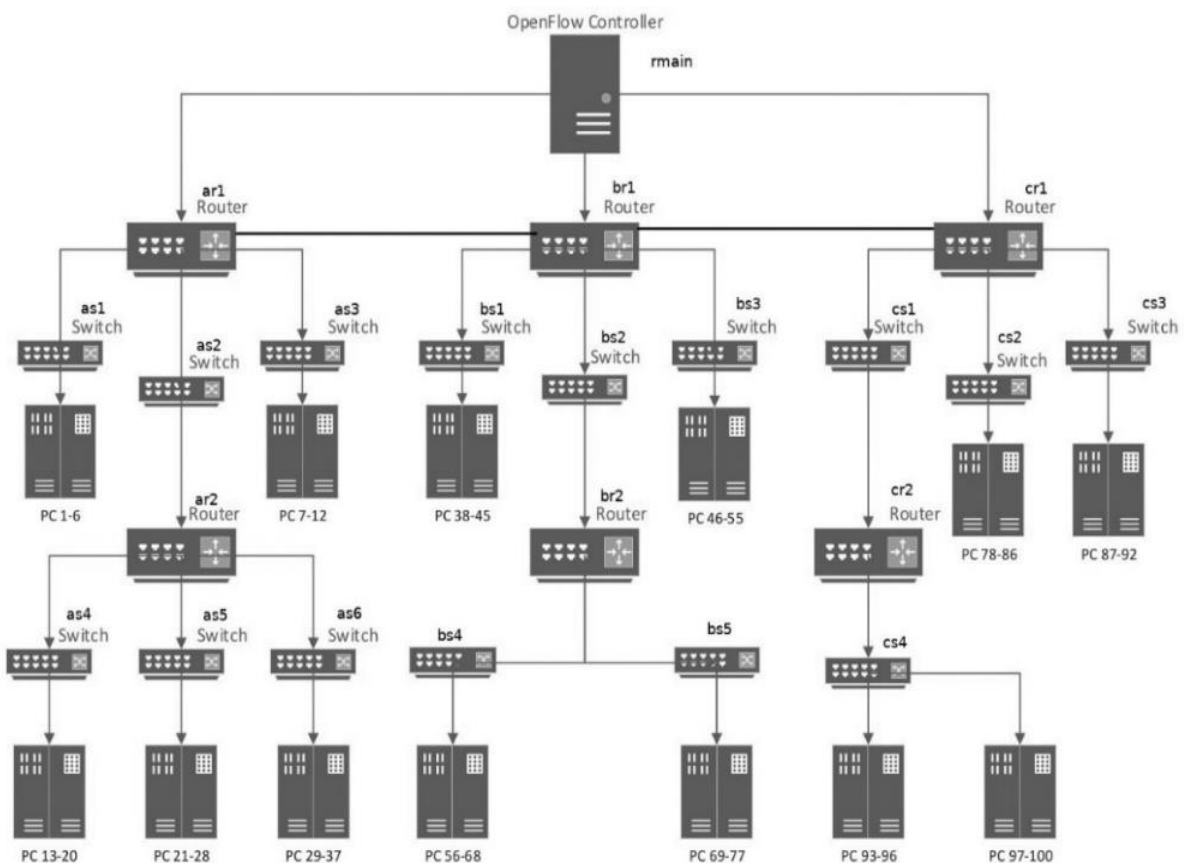 OpenFlow Controller
rmain
ar1
Router
br1
Router
cr1
Router
as1
Switch
as2
Switch
as3
Switch
bs1
Switch
bs2
Switch
bs3
Switch
cs1
Switch
cs2
Switch
cs3
Switch
PC 1-6
PC 7-12
PC 38-45
PC 46-55
PC 78-86
PC 87-92
ar2
Router
br2
Router
cr2
Router
as4
Switch
as5
Switch
as6
Switch
bs4
bs5
cs4
PC 13-20
PC 21-28
PC 29-37
PC 56-68
PC 69-77
PC 93-96
PC 97-100